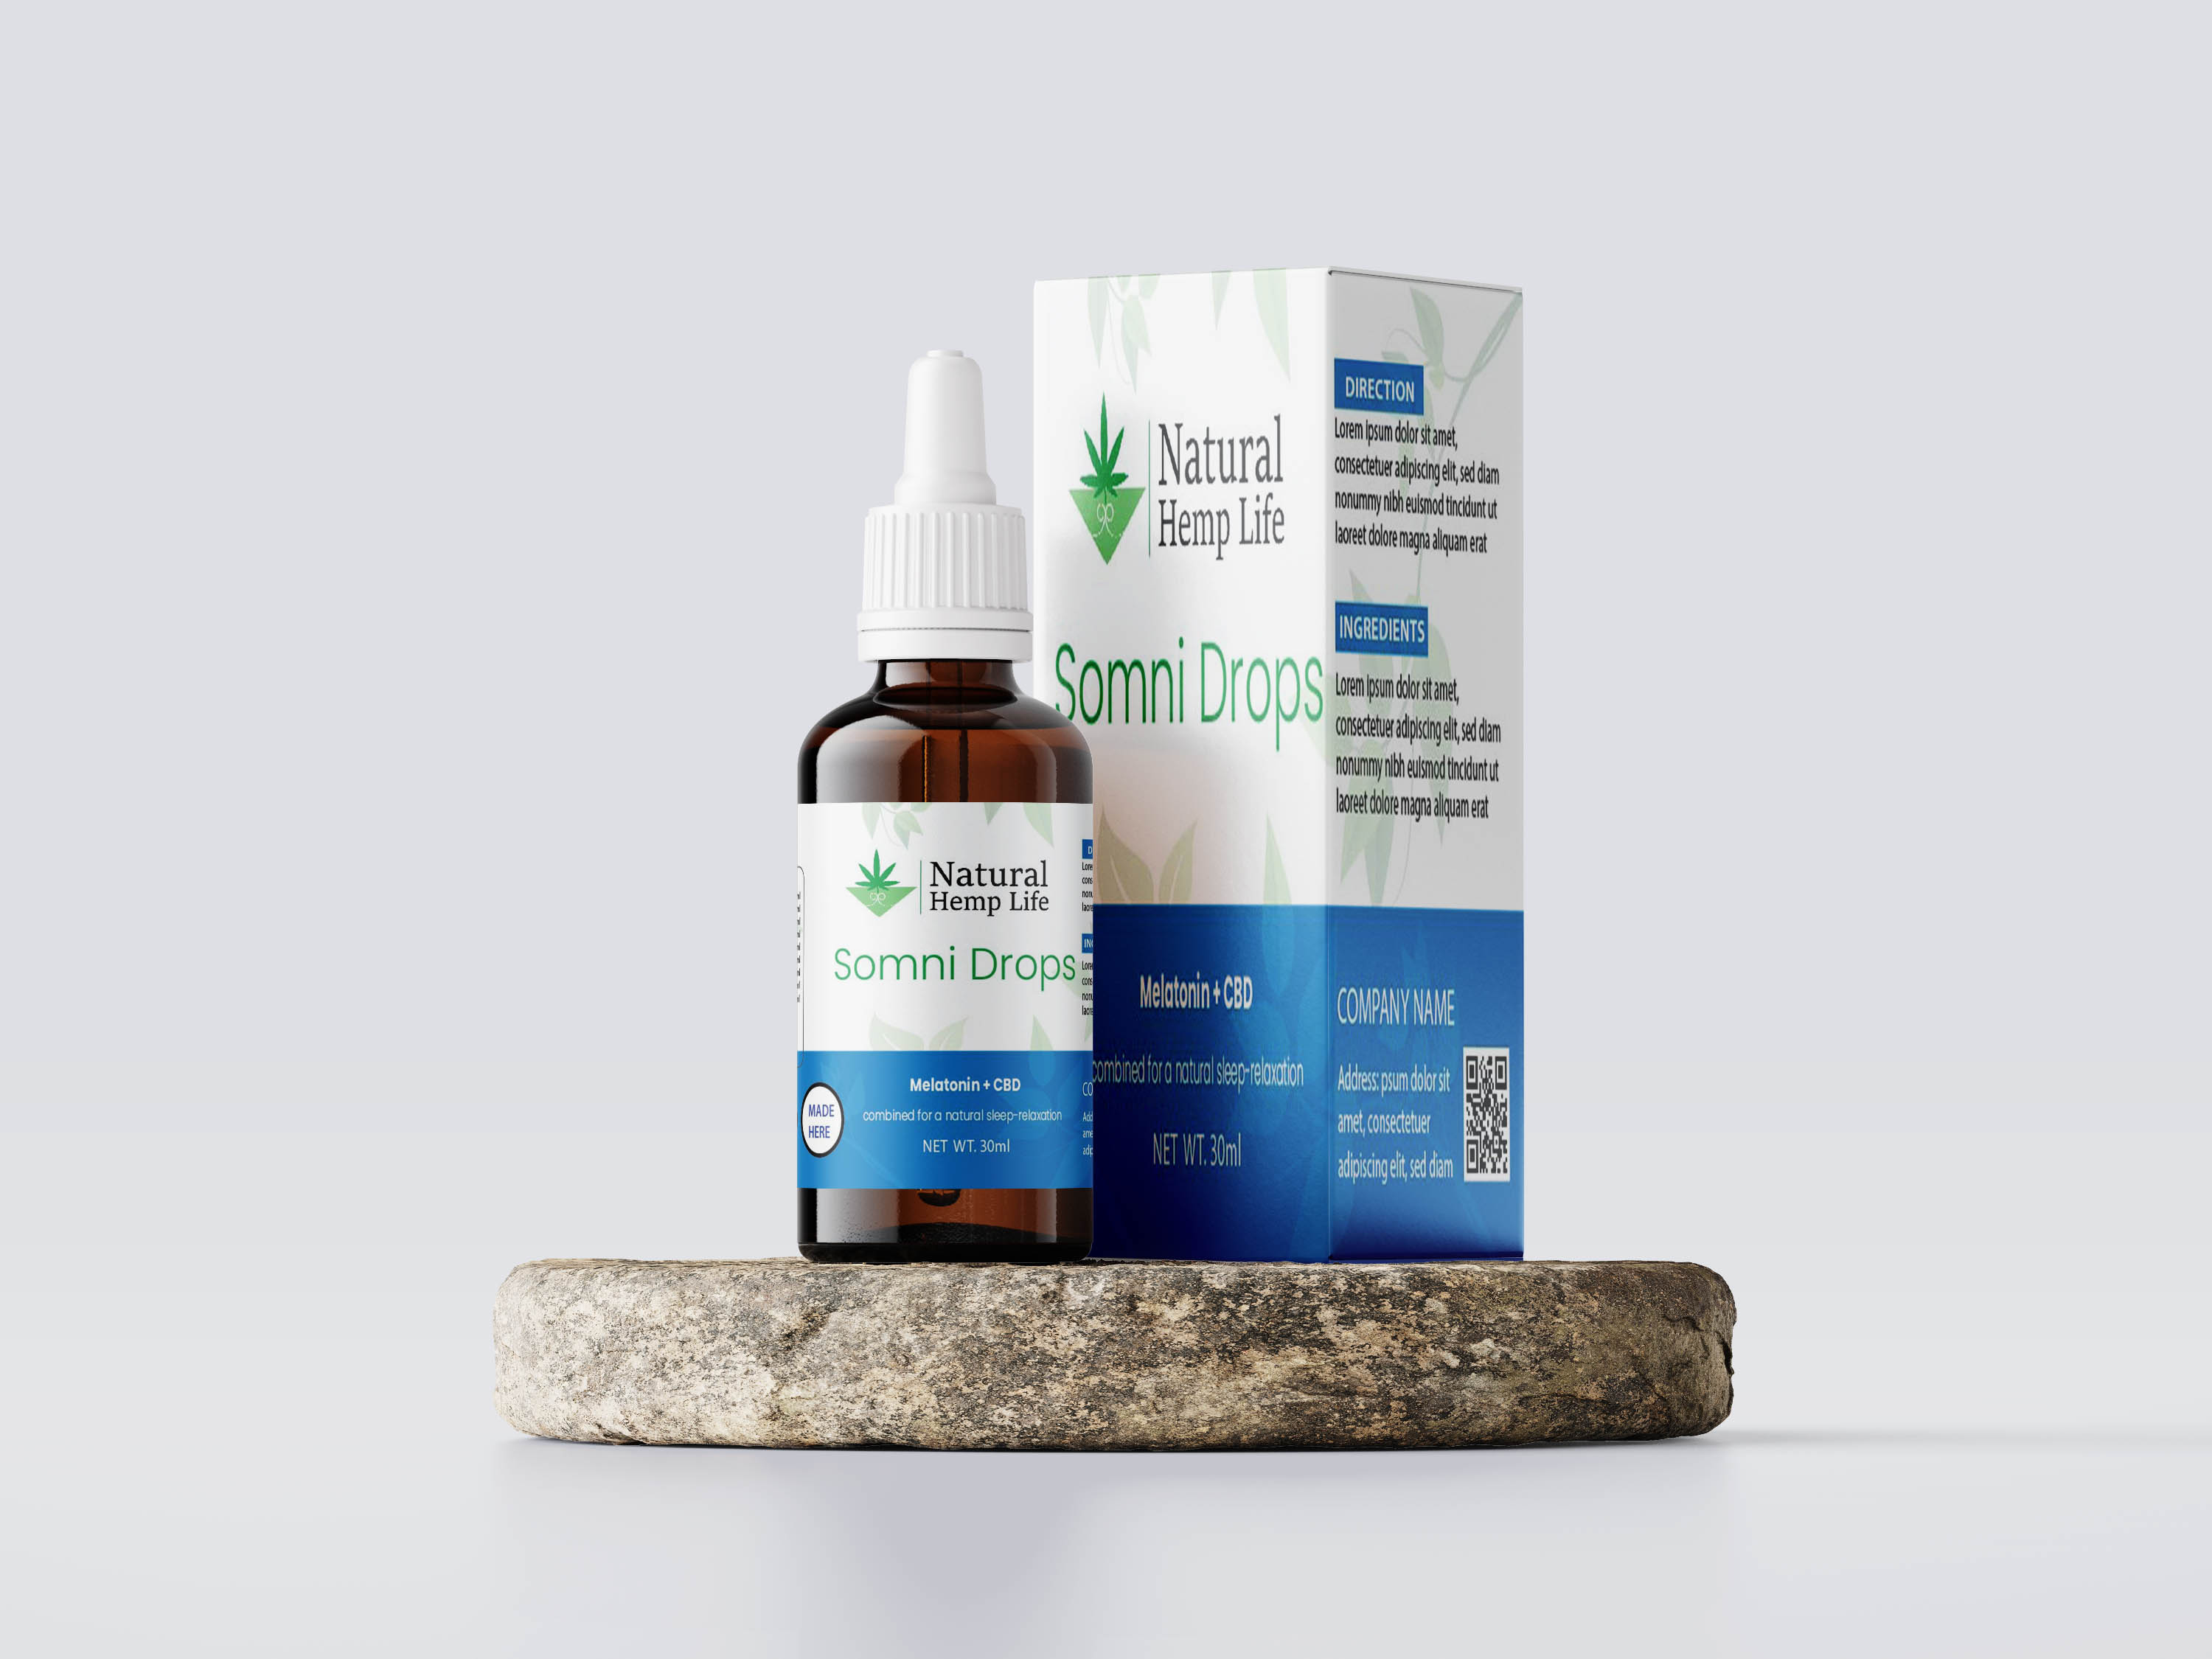 Natural
Hemp Life
Somni Drops
Melatonin + CBD
combined for a natural sleep-relaxation
NET WT. 30ml
MADE
HERE
Natural
Hemp Life
Somni Drops
Melatonin + CBD
combined for a natural sleep-relaxation
NET WT. 30ml
DIRECTION
Lorem ipsum dolor sit amet,
consectetuer adipiscing elit, sed diam
nonummy nibh euismod tincidunt ut
laoreet dolore magna aliquam erat
INGREDIENTS
Lorem ipsum dolor sit amet,
consectetuer adipiscing elit, sed diam
nonummy nibh euismod tincidunt ut
laoreet dolore magna aliquam erat
COMPANY NAME
Address: psum dolor sit
amet, consectetuer
adipiscing elit, sed diam